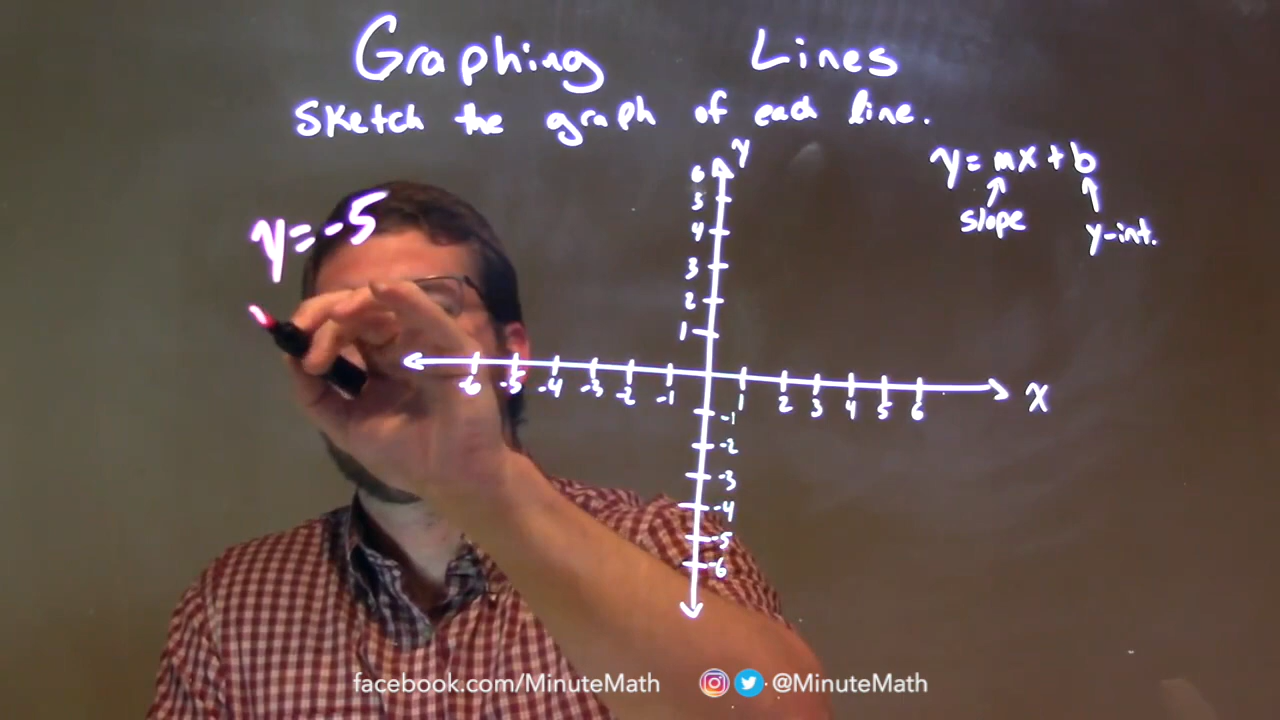 Graphing Lines
Sketch the graph of each line.
y = mx + b
slope
y-int.
y = -5
y
6
5
4
3
2
1
-6 -5 -4 -3 -2 -1 1 2 3 4 5 6 x
-1
-2
-3
-4
-5
-6
facebook.com/MinuteMath @MinuteMath